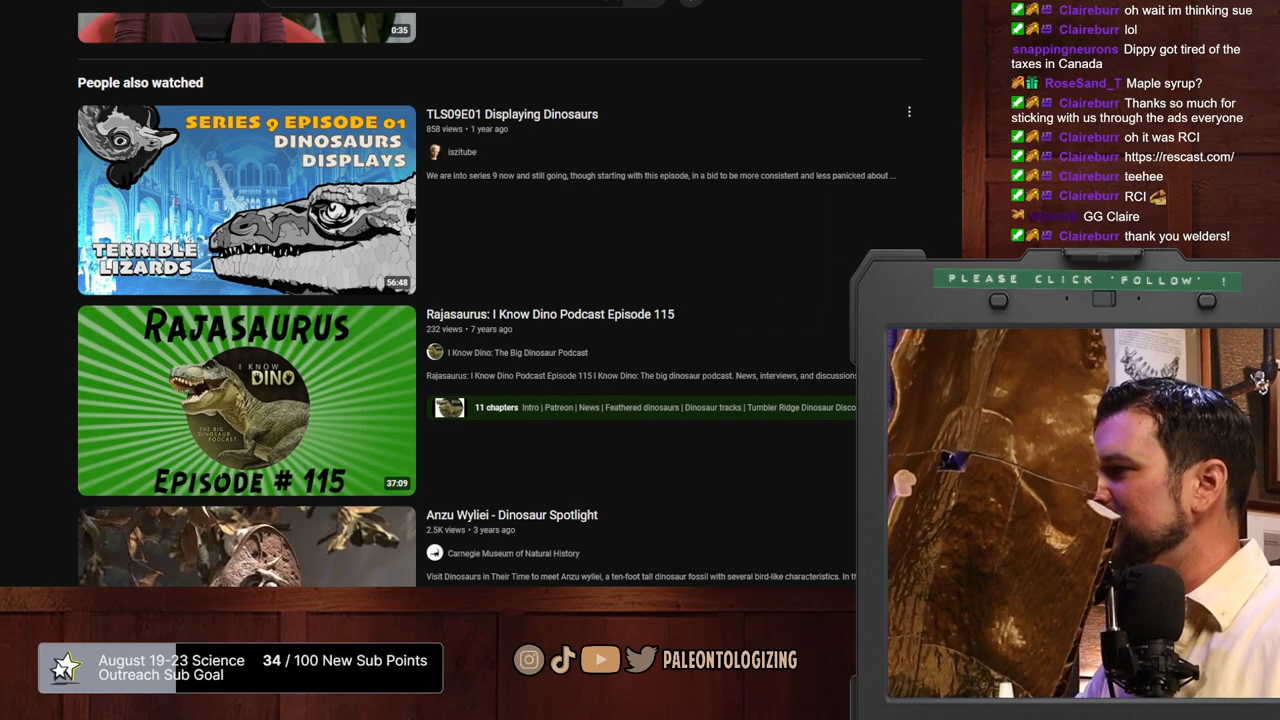 0:35
People also watched
SERIES 9 EPISODE 01
DINOSAURS
DISPLAYS
TERRIBLE
LIZARDS
56:48
TLS09E01 Displaying Dinosaurs
858 views • 1 year ago
iszitube
We are into series 9 now and still going, though starting with this episode, in a bid to be more consistent and less panicked about ...
RAJASAURUS
I KNOW
DINO
THE BIG
DINOSAUR
PODCAST
EPISODE # 115
37:09
Rajasaurus: I Know Dino Podcast Episode 115
232 views • 7 years ago
I Know Dino: The Big Dinosaur Podcast
Rajasaurus: I Know Dino Podcast Episode 115 I Know Dino: The big dinosaur podcast. News, interviews, and discussions
11 chapters Intro | Patreon | News | Feathered dinosaurs | Dinosaur tracks | Tumbler Ridge Dinosaur Disco
Anzu Wyliei - Dinosaur Spotlight
2.5K views • 3 years ago
Carnegie Museum of Natural History
Visit Dinosaurs in Their Time to meet Anzu wyliei, a ten-foot tall dinosaur fossil with several bird-like characteristics. In th
Claireburr oh wait im thinking sue
Claireburr lol
snappingneurons Dippy got tired of the
taxes in Canada
RoseSand_T Maple syrup?
Claireburr Thanks so much for
sticking with us through the ads everyone
Claireburr oh it was RCI
Claireburr https://rescast.com/
Claireburr teehee
Claireburr RCI
GG Claire
Claireburr thank you welders!
PLEASE CLICK "FOLLOW" !
August 19-23 Science
Outreach Sub Goal
34 / 100 New Sub Points
PALEONTOLOGIZING